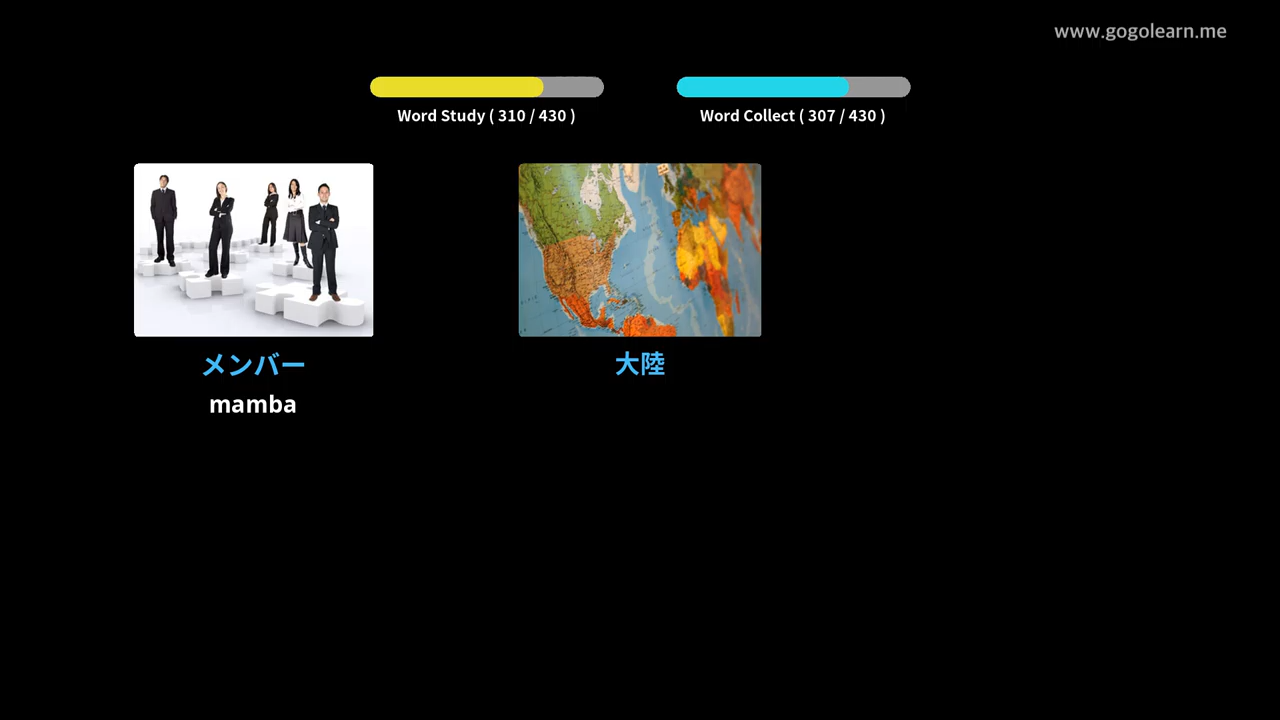 www.gogolearn.me
Word Study ( 310 / 430 )
Word Collect ( 307 / 430 )
メンバー
mamba
大陸